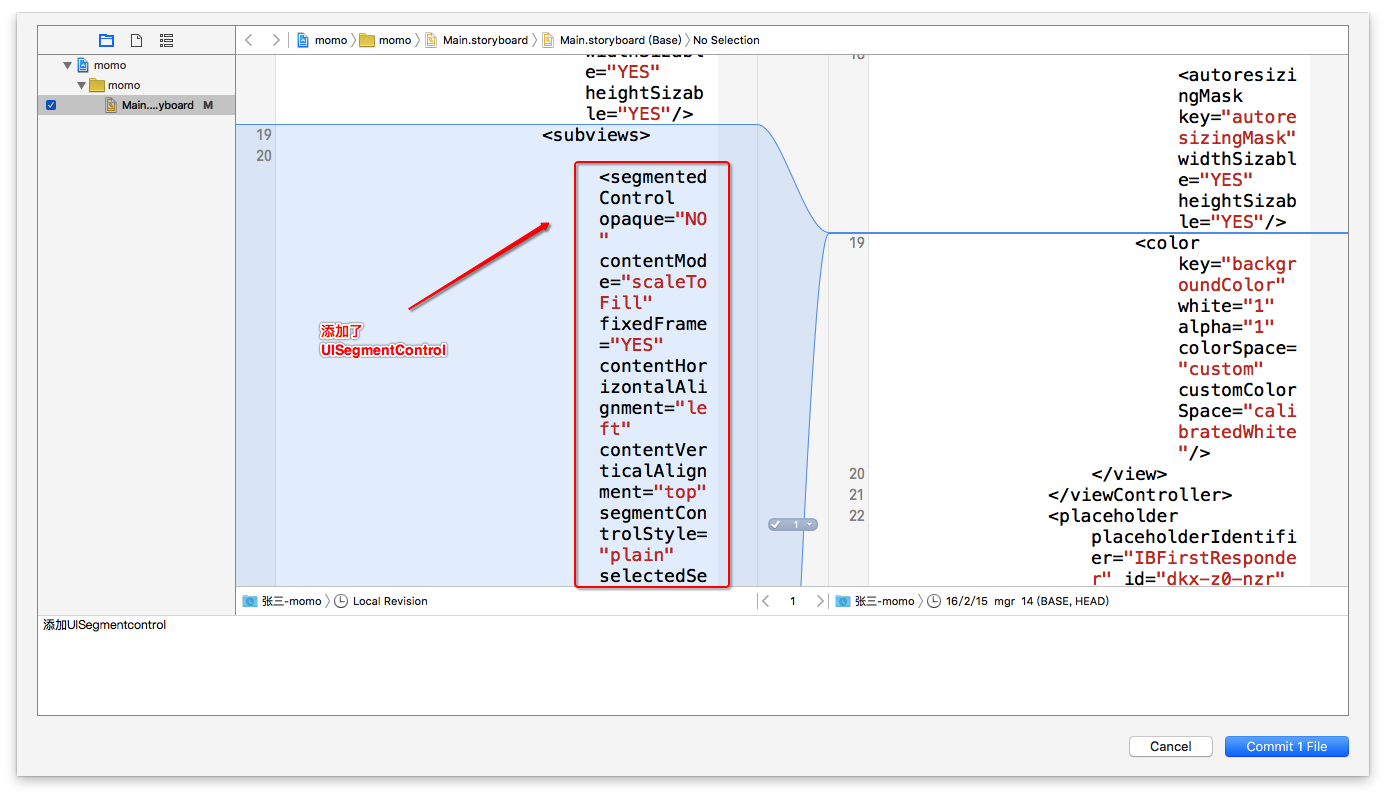 momo
momo
Main.storyboard
Main.storyboard (Base)
No Selection
momo
momo
Main....yboard M
widthSizabl
e="YES"
heightSizab
le="YES"/>
19 <subviews>
20
<segmented
Control
opaque="NO
"
contentMod
e="scaleTo
Fill"
fixedFrame
="YES"
contentHor
izontalAli
gnment="le
ft"
contentVer
ticalAlign
ment="top"
segmentCon
trolStyle=
"plain"
selectedSe
添加了
UISegmentControl
1
18
<autoresizi
ngMask
key="autore
sizingMask"
widthSizabl
e="YES"
heightSizab
le="YES"/>
19 <color
key="backgr
oundColor"
white="1"
alpha="1"
colorSpace=
"custom"
customColor
Space="cali
bratedWhite
"/>
20 </view>
21 </viewController>
22 <placeholder
placeholderIdentifi
er="IBFirstResponde
r" id="dkx-z0-nzr"
张三-momo
Local Revision
1
张三-momo
16/2/15 mgr 14 (BASE, HEAD)
添加UISegmentcontrol
Cancel
Commit 1 File